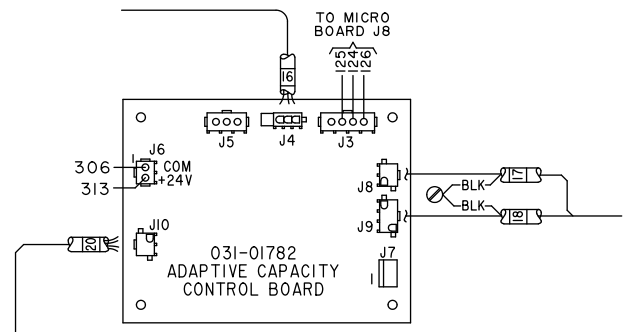 TO MICRO
BOARD J8
125
124
126
16
J5
J4
J3
1
J6
306
COM
313
+24V
J8
BLK
17
BLK
18
J9
J10
20
J7
1
031-01782
ADAPTIVE CAPACITY
CONTROL BOARD